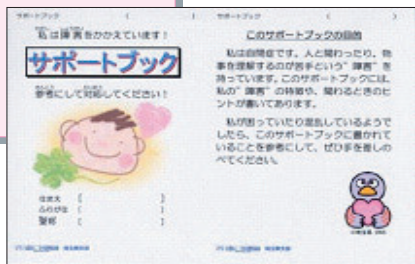 サポートブック （ ）
私は障害をかかえています！
サポートブック
参考にして対応してください！
住まえ [ ]
ふりがな [ ]
サポートブック （ ）
このサポートブックの目的
私は自閉症です。人と関わったり、物
事を理解するのが苦手という"障害"を
持っています。このサポートブックには、
私の"障害"の特徴や、関わるときのヒ
ントが書いてあります。
私が困っていたり混乱しているようで
したら、このサポートブックに書かれて
いることを参考にして、ぜひ手を差しの
べてください。